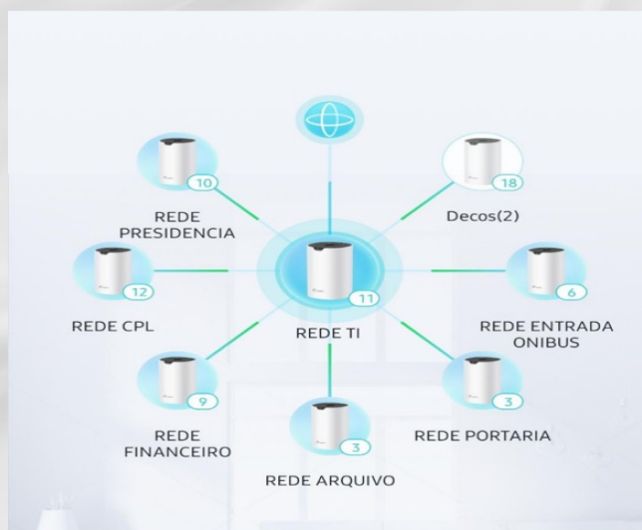 10
REDE
PRESIDENCIA
18
Decos(2)
12
REDE CPL
11
REDE TI
6
REDE ENTRADA
ONIBUS
9
REDE
FINANCEIRO
3
REDE ARQUIVO
3
REDE PORTARIA